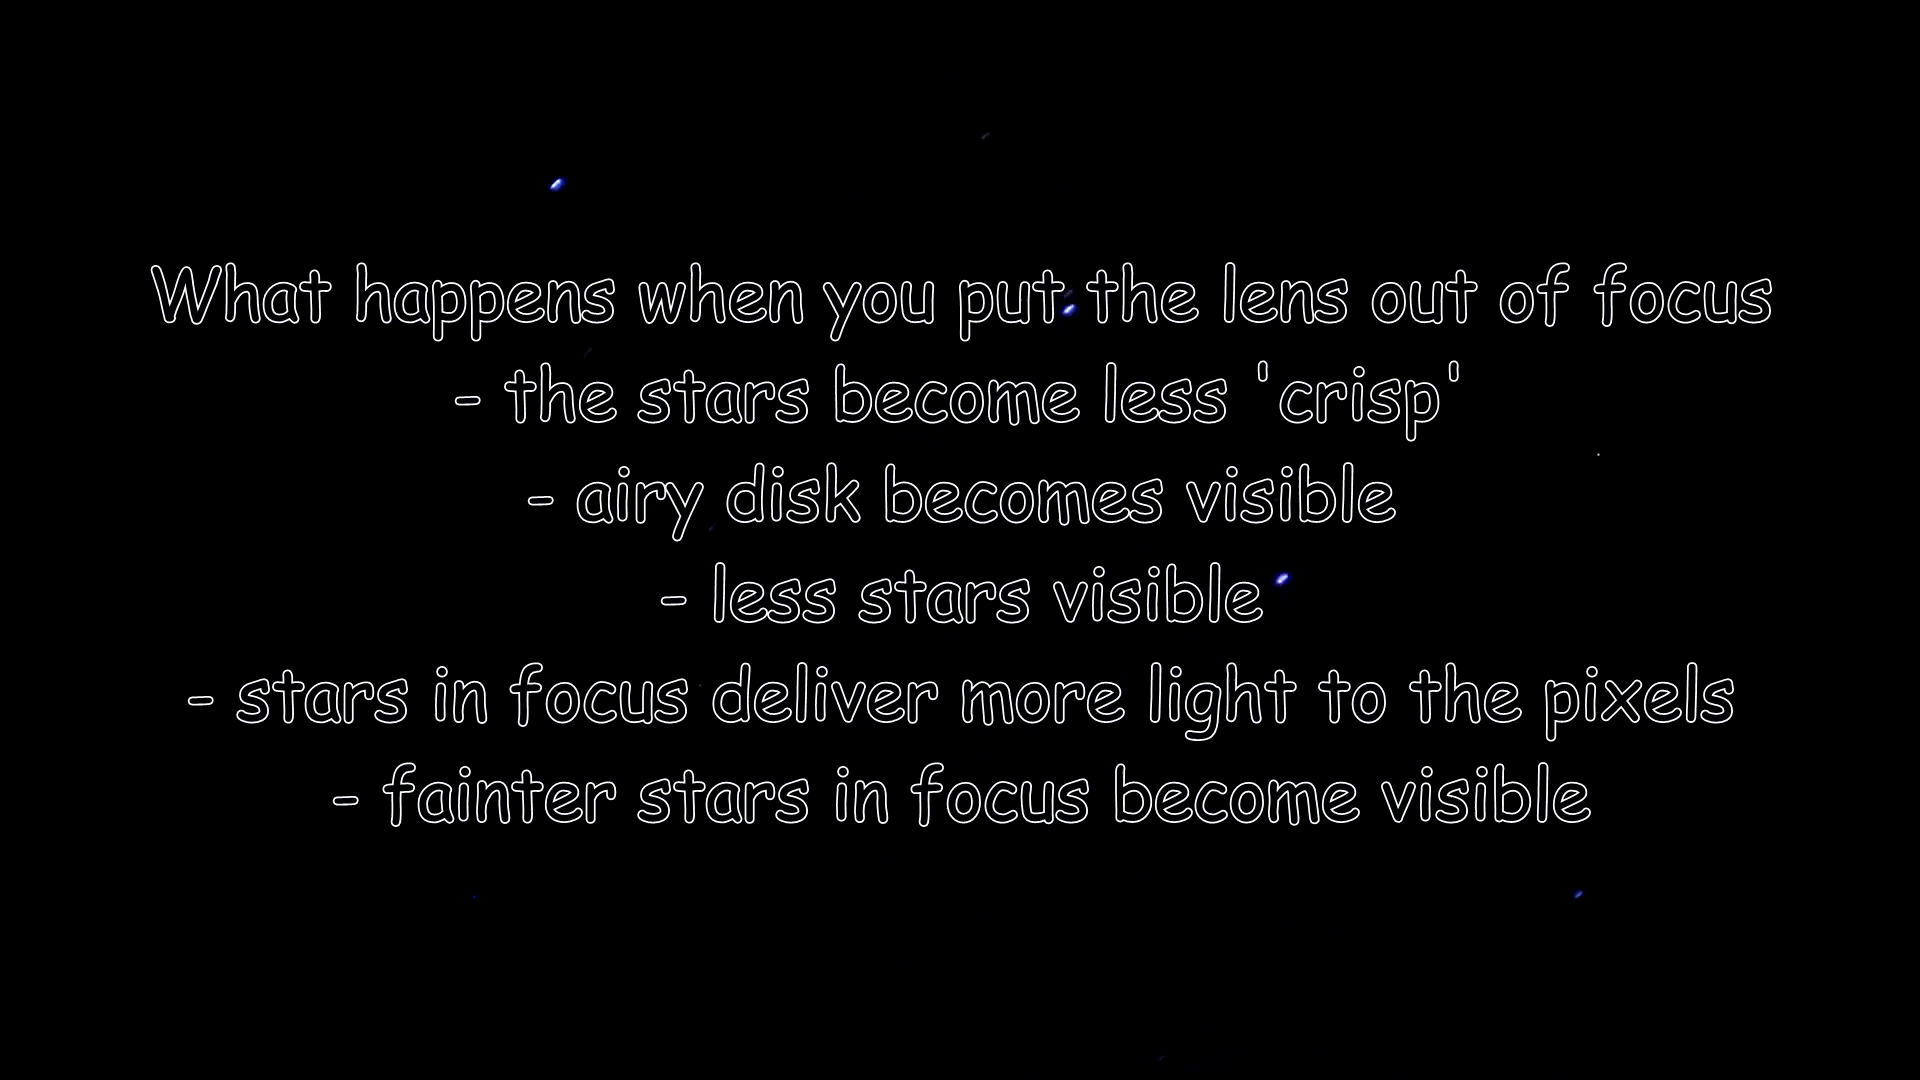 What happens when you put the lens out of focus
- the stars become less 'crisp'
- airy disk becomes visible
- less stars visible
- stars in focus deliver more light to the pixels
- fainter stars in focus become visible